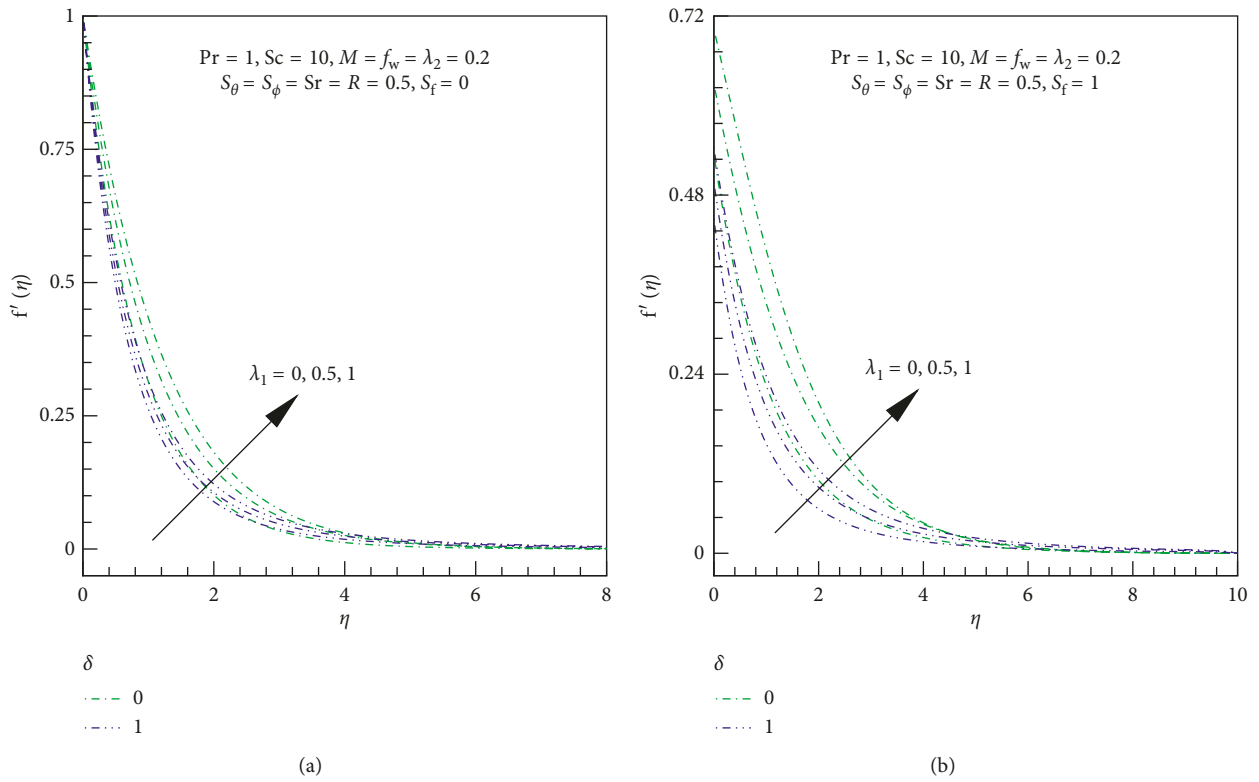 Pr = 1, Sc = 10, M = f_w = λ_2 = 0.2
S_θ = S_ϕ = Sr = R = 0.5, S_f = 0
1
0.75
0.5
0.25
0
f′ (η)
λ_1 = 0, 0.5, 1
0
2
4
6
8
η
δ
0
1
(a)
Pr = 1, Sc = 10, M = f_w = λ_2 = 0.2
S_θ = S_ϕ = Sr = R = 0.5, S_f = 1
0.72
0.48
0.24
0
f′ (η)
λ_1 = 0, 0.5, 1
0
2
4
6
8
10
η
δ
0
1
(b)